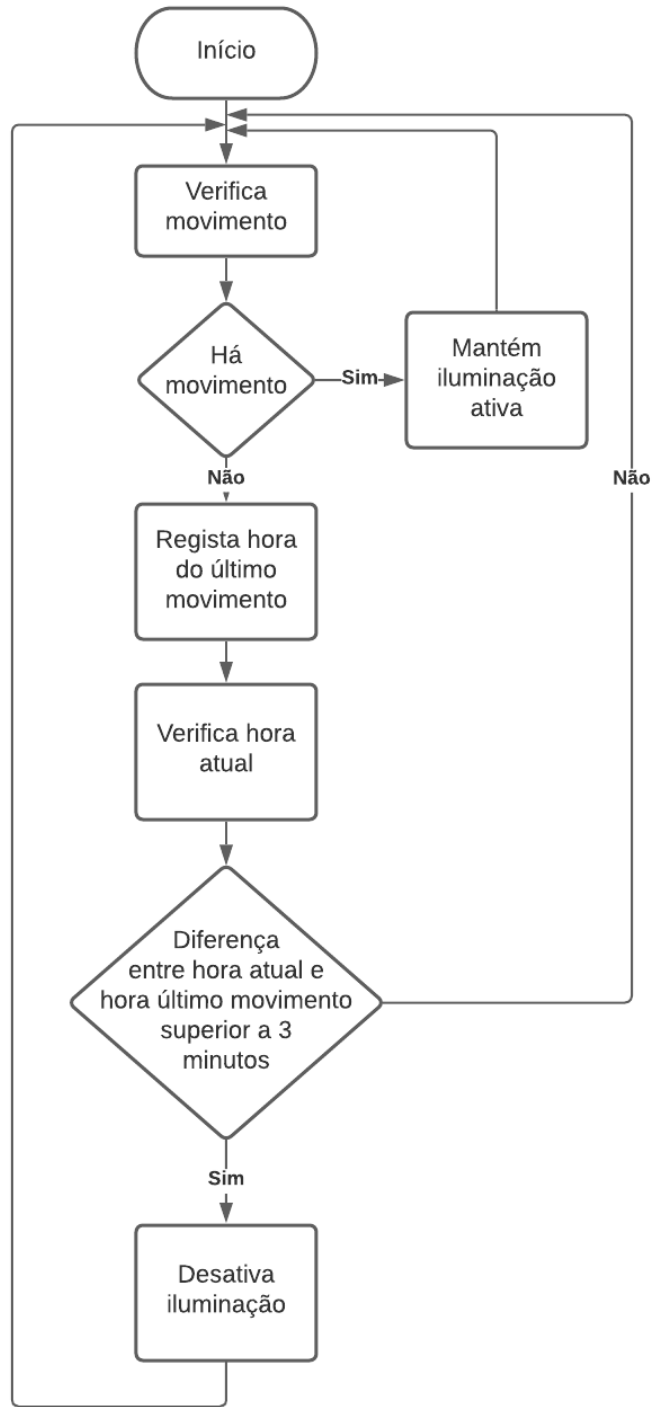 Início
Verifica
movimento
Há
movimento
Sim
Mantém
iluminação
ativa
Não
Não
Regista hora
do último
movimento
Verifica hora
atual
Diferença
entre hora atual e
hora último movimento
superior a 3
minutos
Sim
Desativa
iluminação